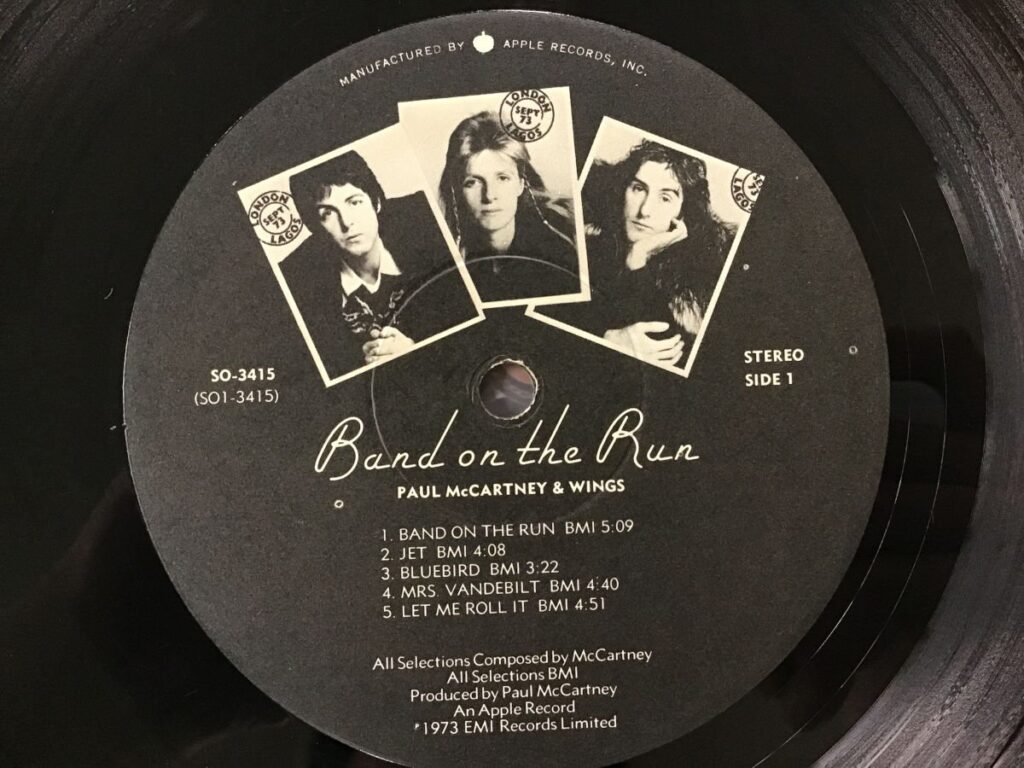 MANUFACTURED BY APPLE RECORDS, INC.
LONDON
SEPT
73
LAGOS
LONDON
SEPT
73
LAGOS
LONDON
SEPT
73
LAGOS
SO-3415
(SO1-3415)
STEREO
SIDE 1
Band on the Run
PAUL McCARTNEY & WINGS
1. BAND ON THE RUN BMI 5:09
2. JET BMI 4:08
3. BLUEBIRD BMI 3:22
4. MRS. VANDEBILT BMI 4:40
5. LET ME ROLL IT BMI 4:51
All Selections Composed by McCartney
All Selections BMI
Produced by Paul McCartney
An Apple Record
℗1973 EMI Records Limited